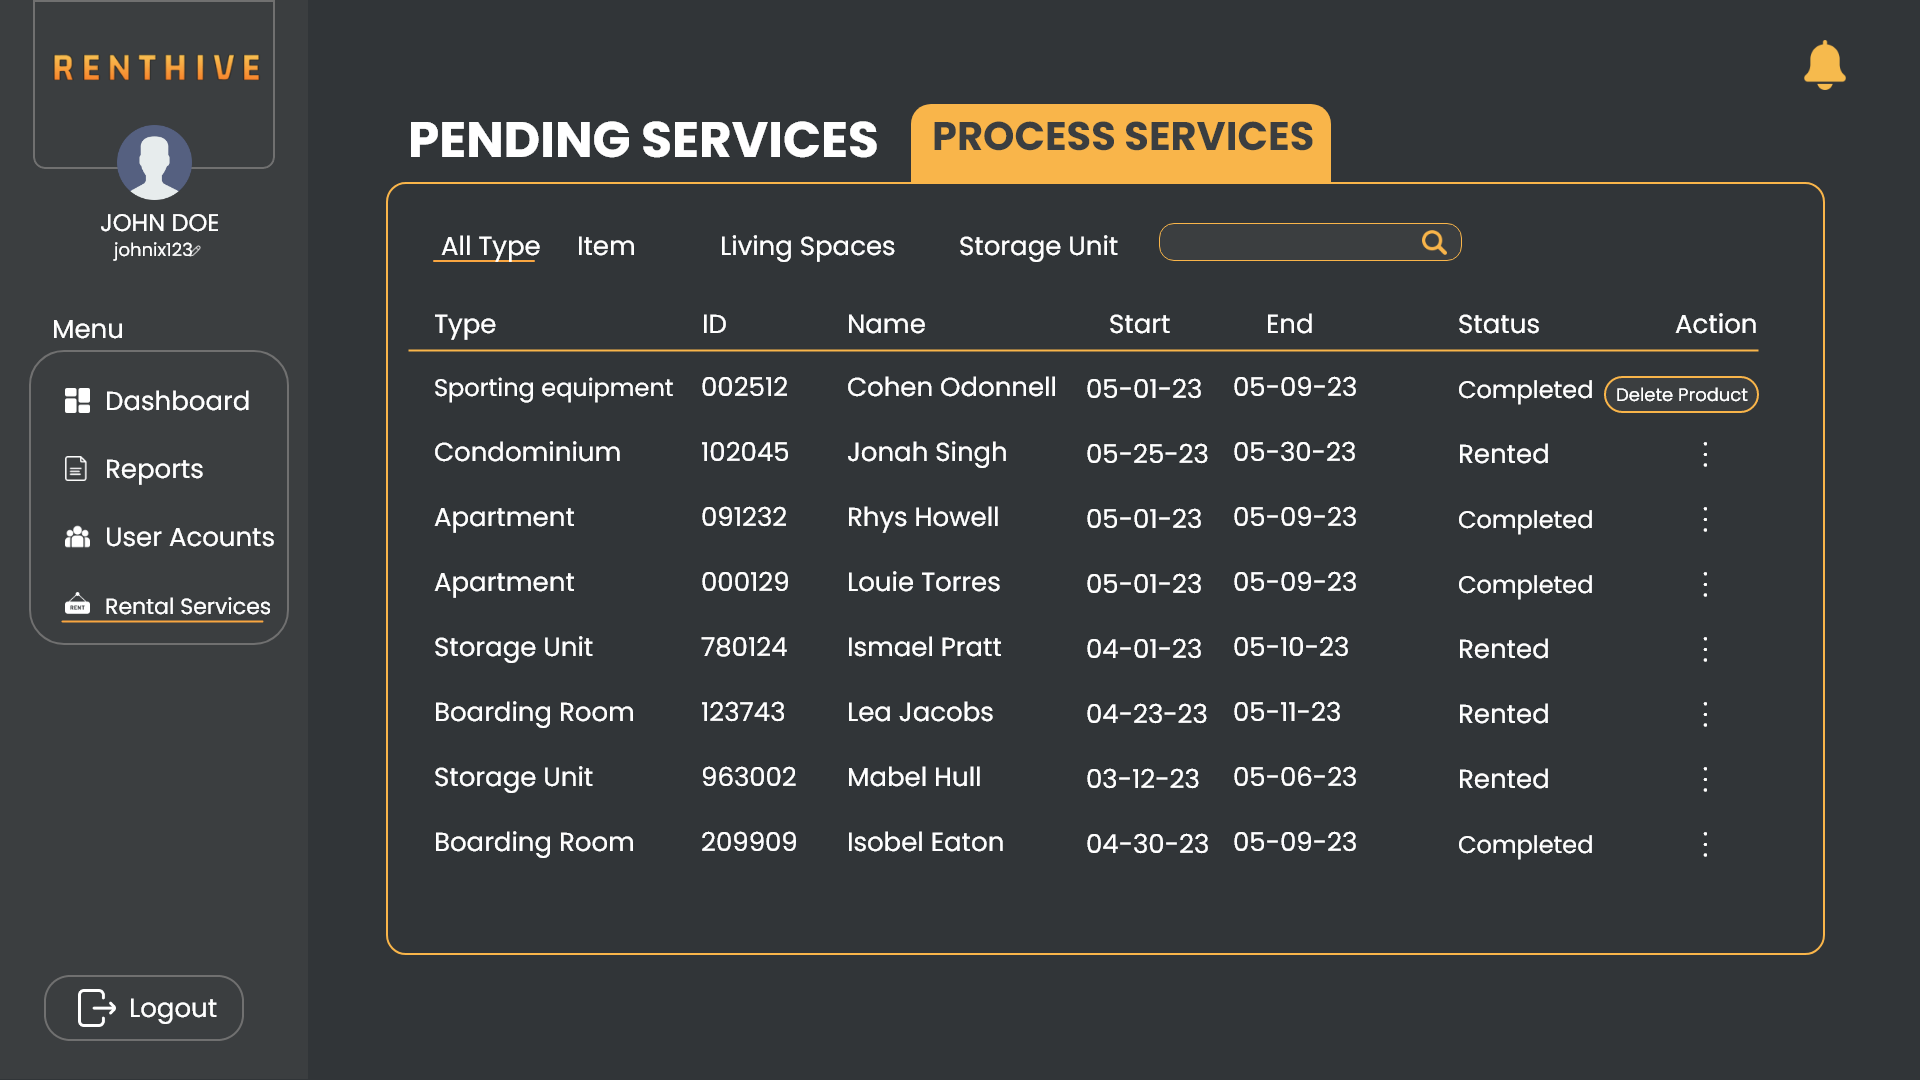 RENTHIVE
JOHN DOE
johnix123
Menu
Dashboard
Reports
User Acounts
RENT
Rental Services
Logout
PENDING SERVICES
PROCESS SERVICES
All Type Item Living Spaces Storage Unit
Type ID Name Start End Status Action
Sporting equipment 002512 Cohen Odonnell 05-01-23 05-09-23 Completed Delete Product
Condominium 102045 Jonah Singh 05-25-23 05-30-23 Rented
Apartment 091232 Rhys Howell 05-01-23 05-09-23 Completed
Apartment 000129 Louie Torres 05-01-23 05-09-23 Completed
Storage Unit 780124 Ismael Pratt 04-01-23 05-10-23 Rented
Boarding Room 123743 Lea Jacobs 04-23-23 05-11-23 Rented
Storage Unit 963002 Mabel Hull 03-12-23 05-06-23 Rented
Boarding Room 209909 Isobel Eaton 04-30-23 05-09-23 Completed